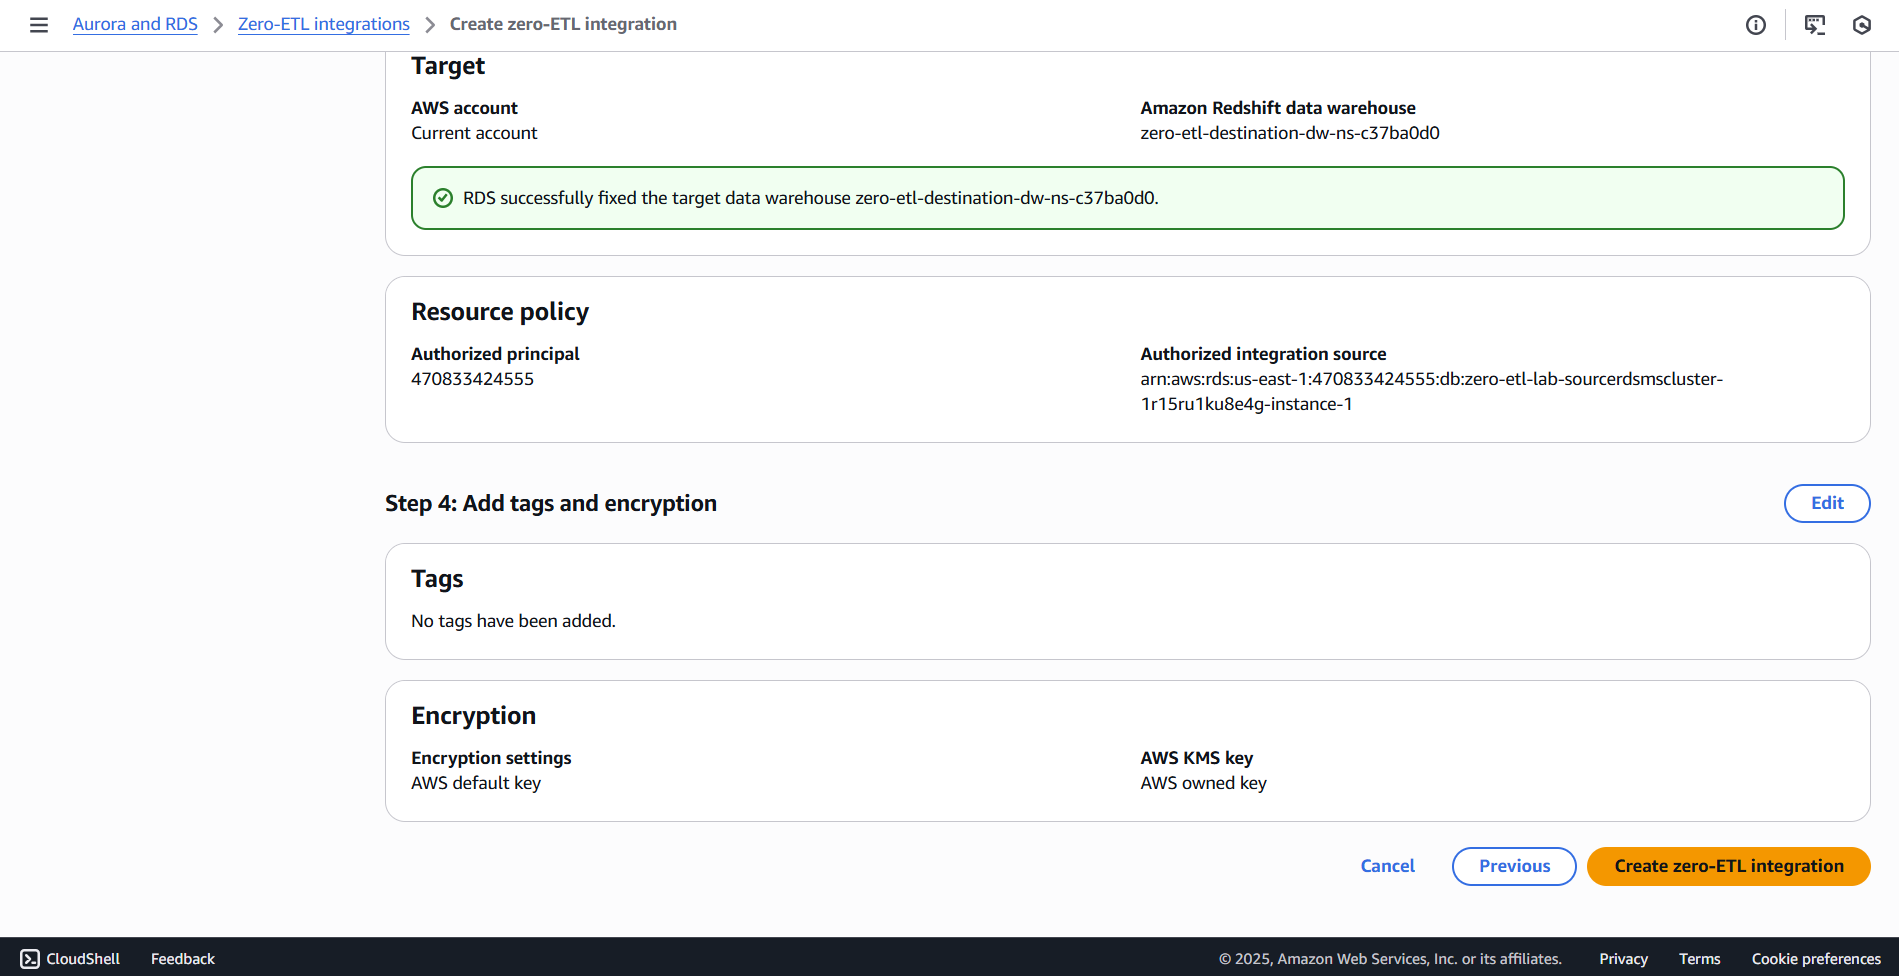 Aurora and RDS > Zero-ETL integrations > Create zero-ETL integration
Target
AWS account
Current account
Amazon Redshift data warehouse
zero-etl-destination-dw-ns-c37ba0d0
RDS successfully fixed the target data warehouse zero-etl-destination-dw-ns-c37ba0d0.
Resource policy
Authorized principal
470833424555
Authorized integration source
arn:aws:rds:us-east-1:470833424555:db:zero-etl-lab-sourcerdsmscluster-
1r15ru1ku8e4g-instance-1
Step 4: Add tags and encryption
Edit
Tags
No tags have been added.
Encryption
Encryption settings
AWS default key
AWS KMS key
AWS owned key
Cancel
Previous
Create zero-ETL integration
CloudShell
Feedback
© 2025, Amazon Web Services, Inc. or its affiliates.
Privacy
Terms
Cookie preferences